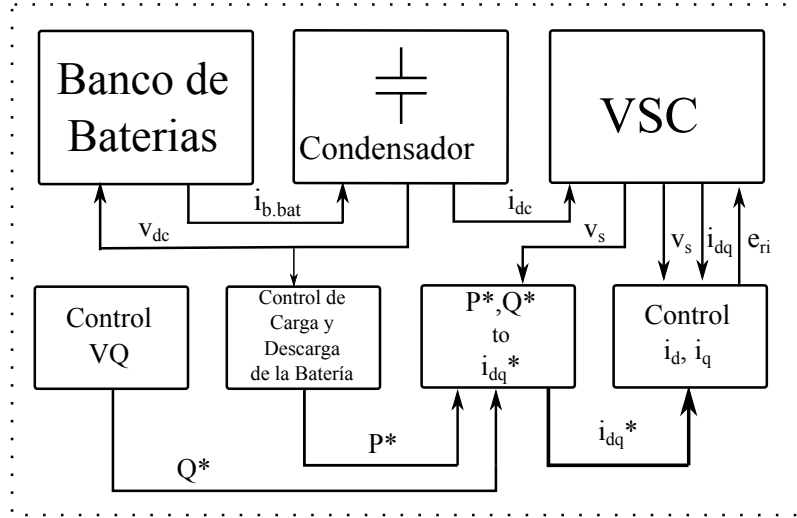 Banco de
Baterias
Condensador
VSC
i_b.bat
i_dc
v_dc
v_s
v_s
i_dq
e_ri
Control
VQ
Control de
Carga y
Descarga
de la Batería
P*,Q*
to
i_dq*
Control
i_d, i_q
P*
i_dq*
Q*